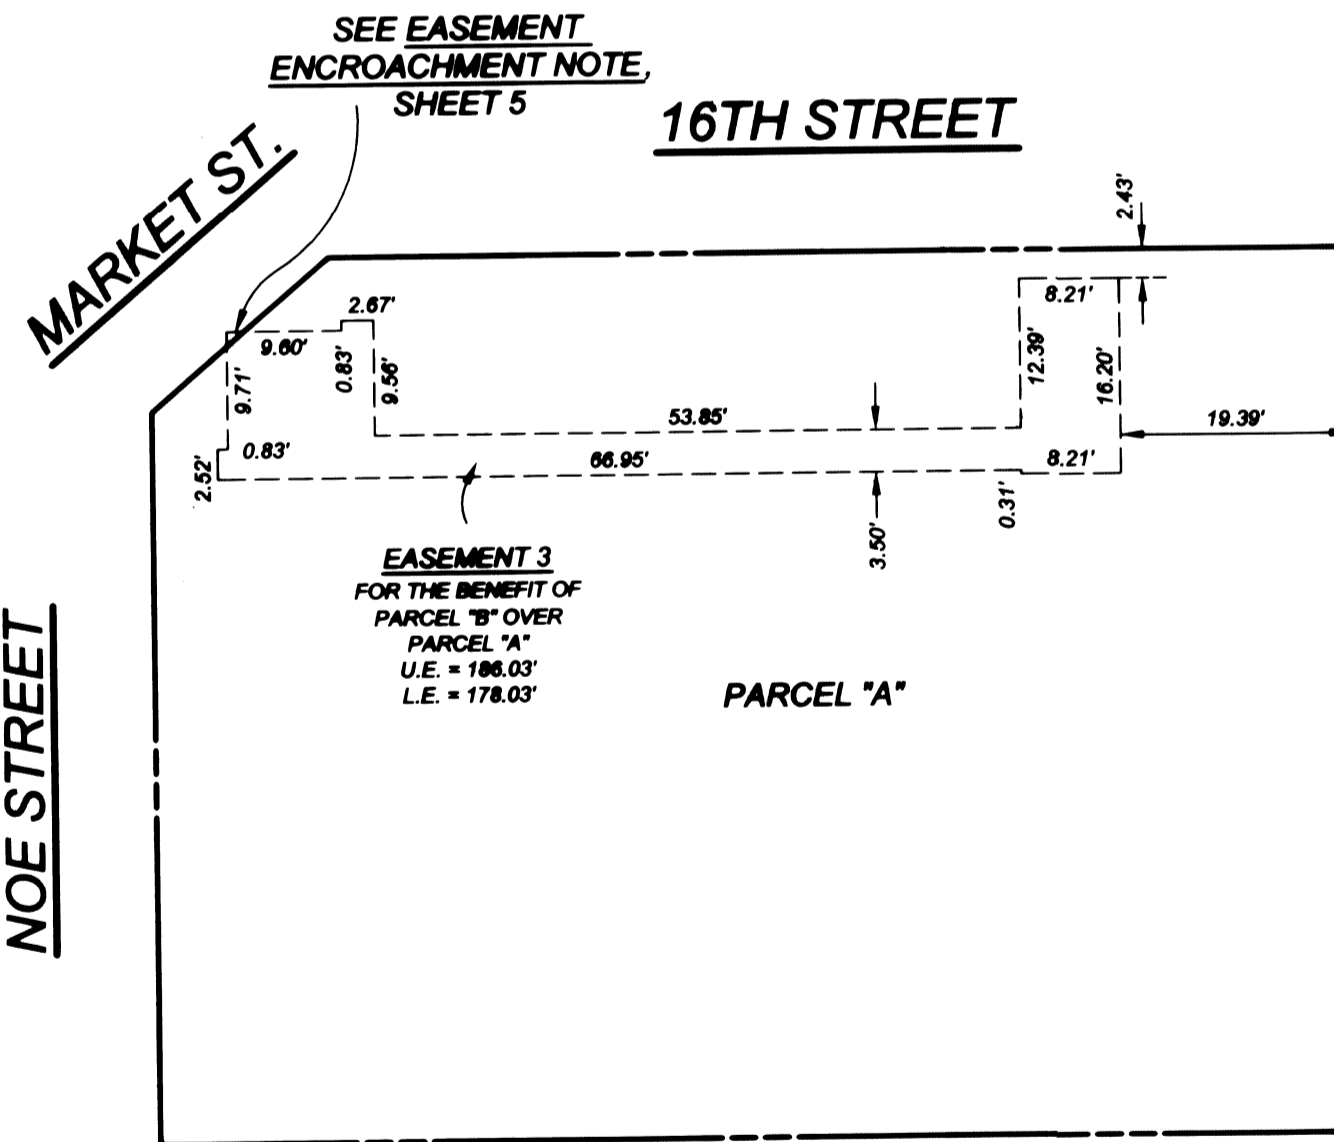 SEE EASEMENT
ENCROACHMENT NOTE,
SHEET 5
16TH STREET
MARKET ST.
2.43'
2.67'
8.21'
9.60'
0.83'
9.56'
12.39'
16.20'
9.71'
53.85'
19.39'
0.83'
66.95'
8.21'
2.52'
0.31'
3.50'
EASEMENT 3
FOR THE BENEFIT OF
PARCEL "B" OVER
PARCEL "A"
U.E. = 186.03'
L.E. = 178.03'
PARCEL "A"
NOE STREET